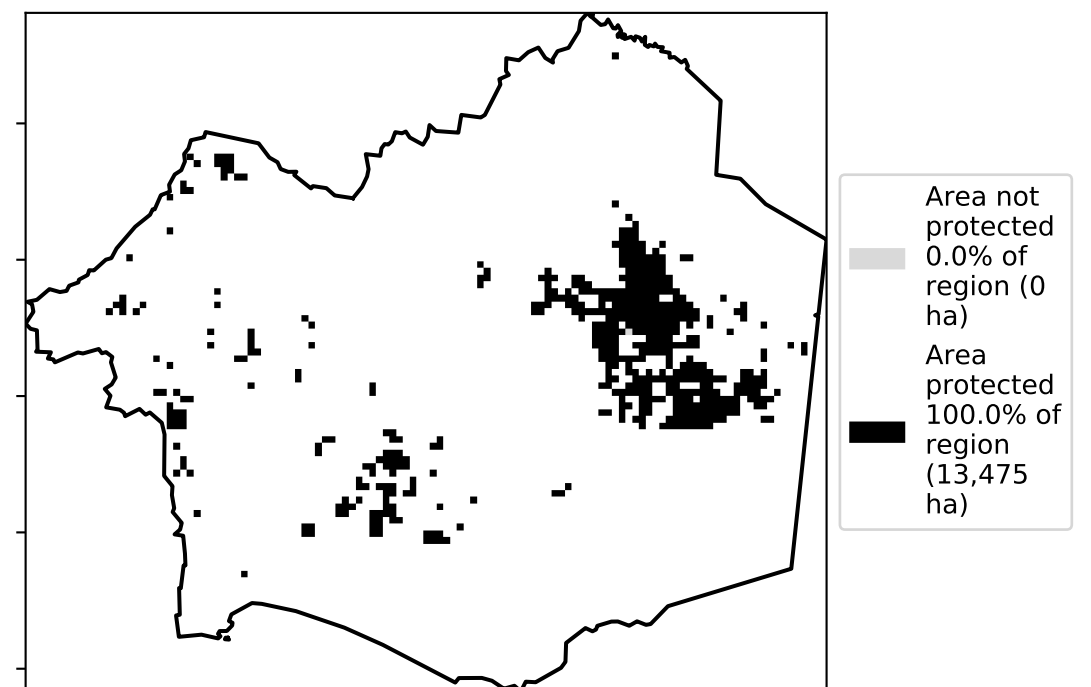 Area not
protected
0.0% of
region (0
ha)
Area
protected
100.0% of
region
(13,475
ha)